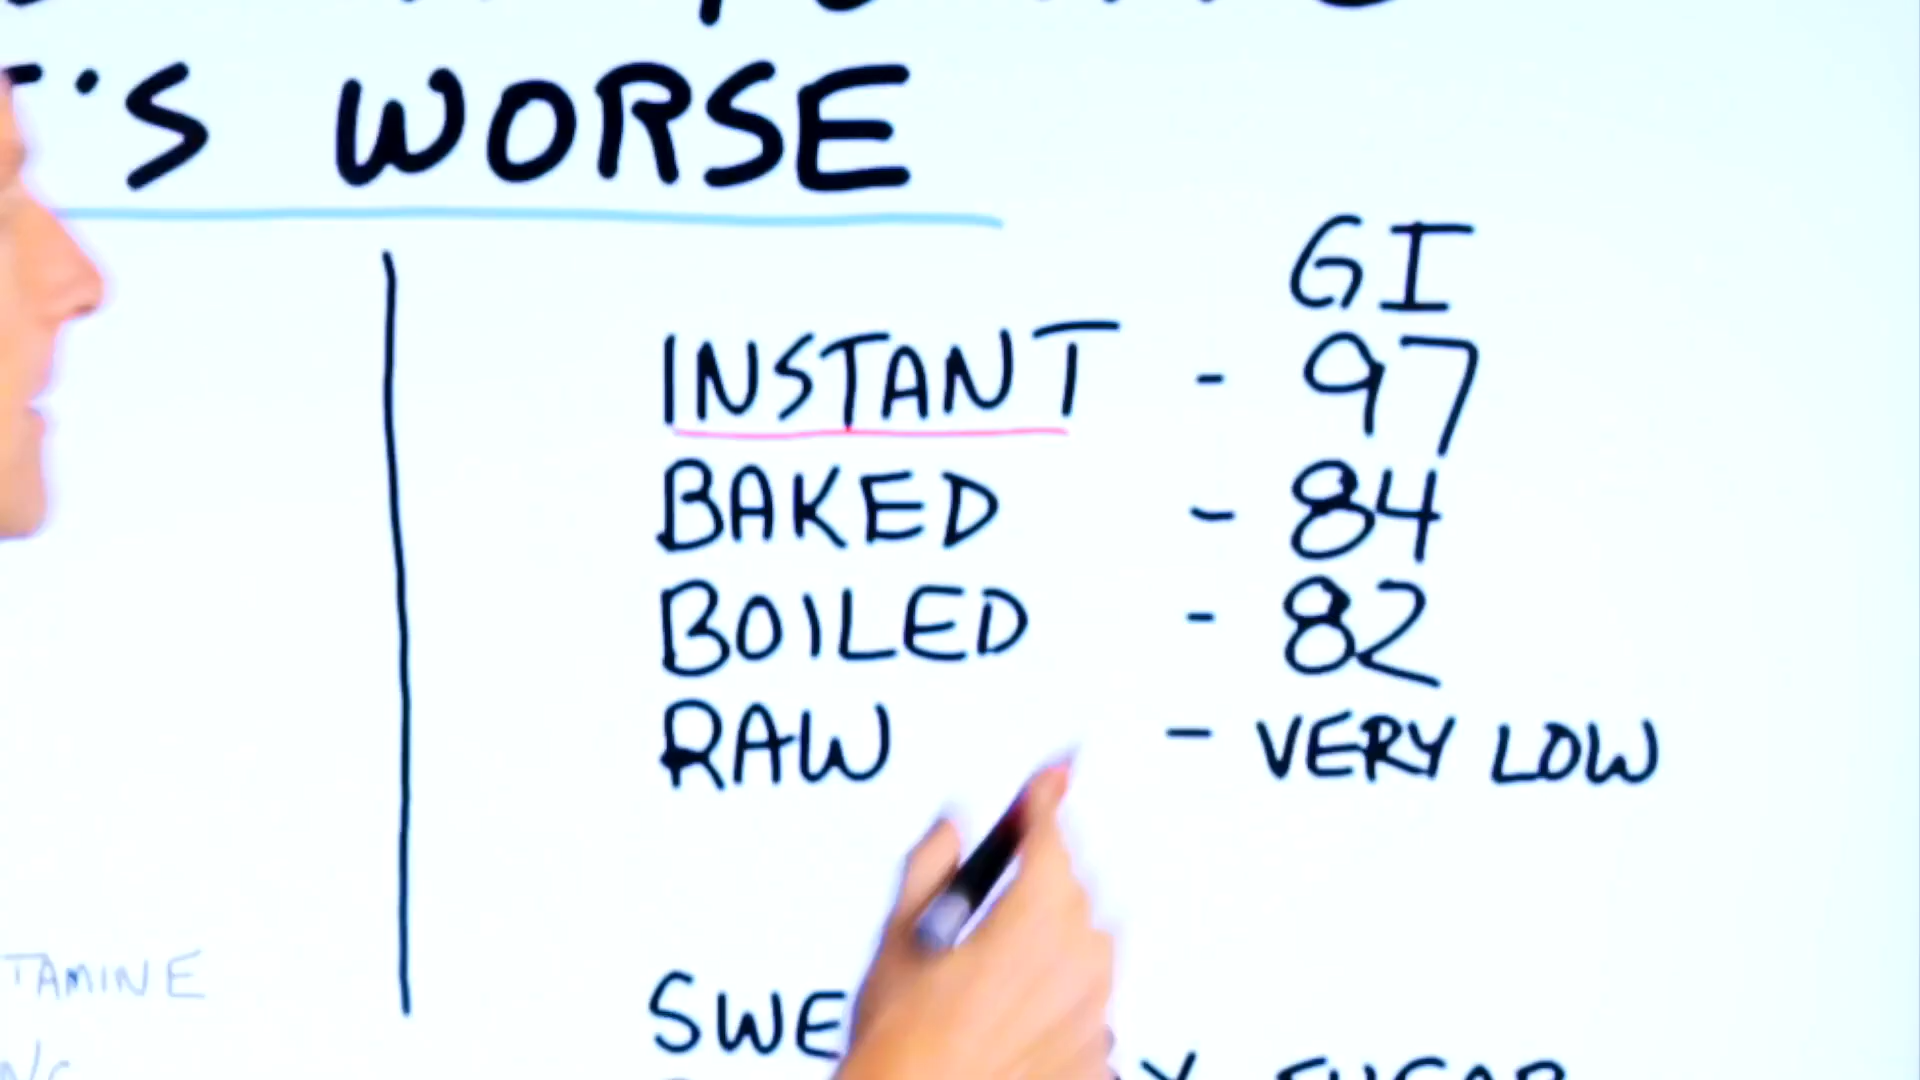 'S WORSE
GI
INSTANT - 97
BAKED - 84
BOILED - 82
RAW - VERY LOW
TAMINE
SWE